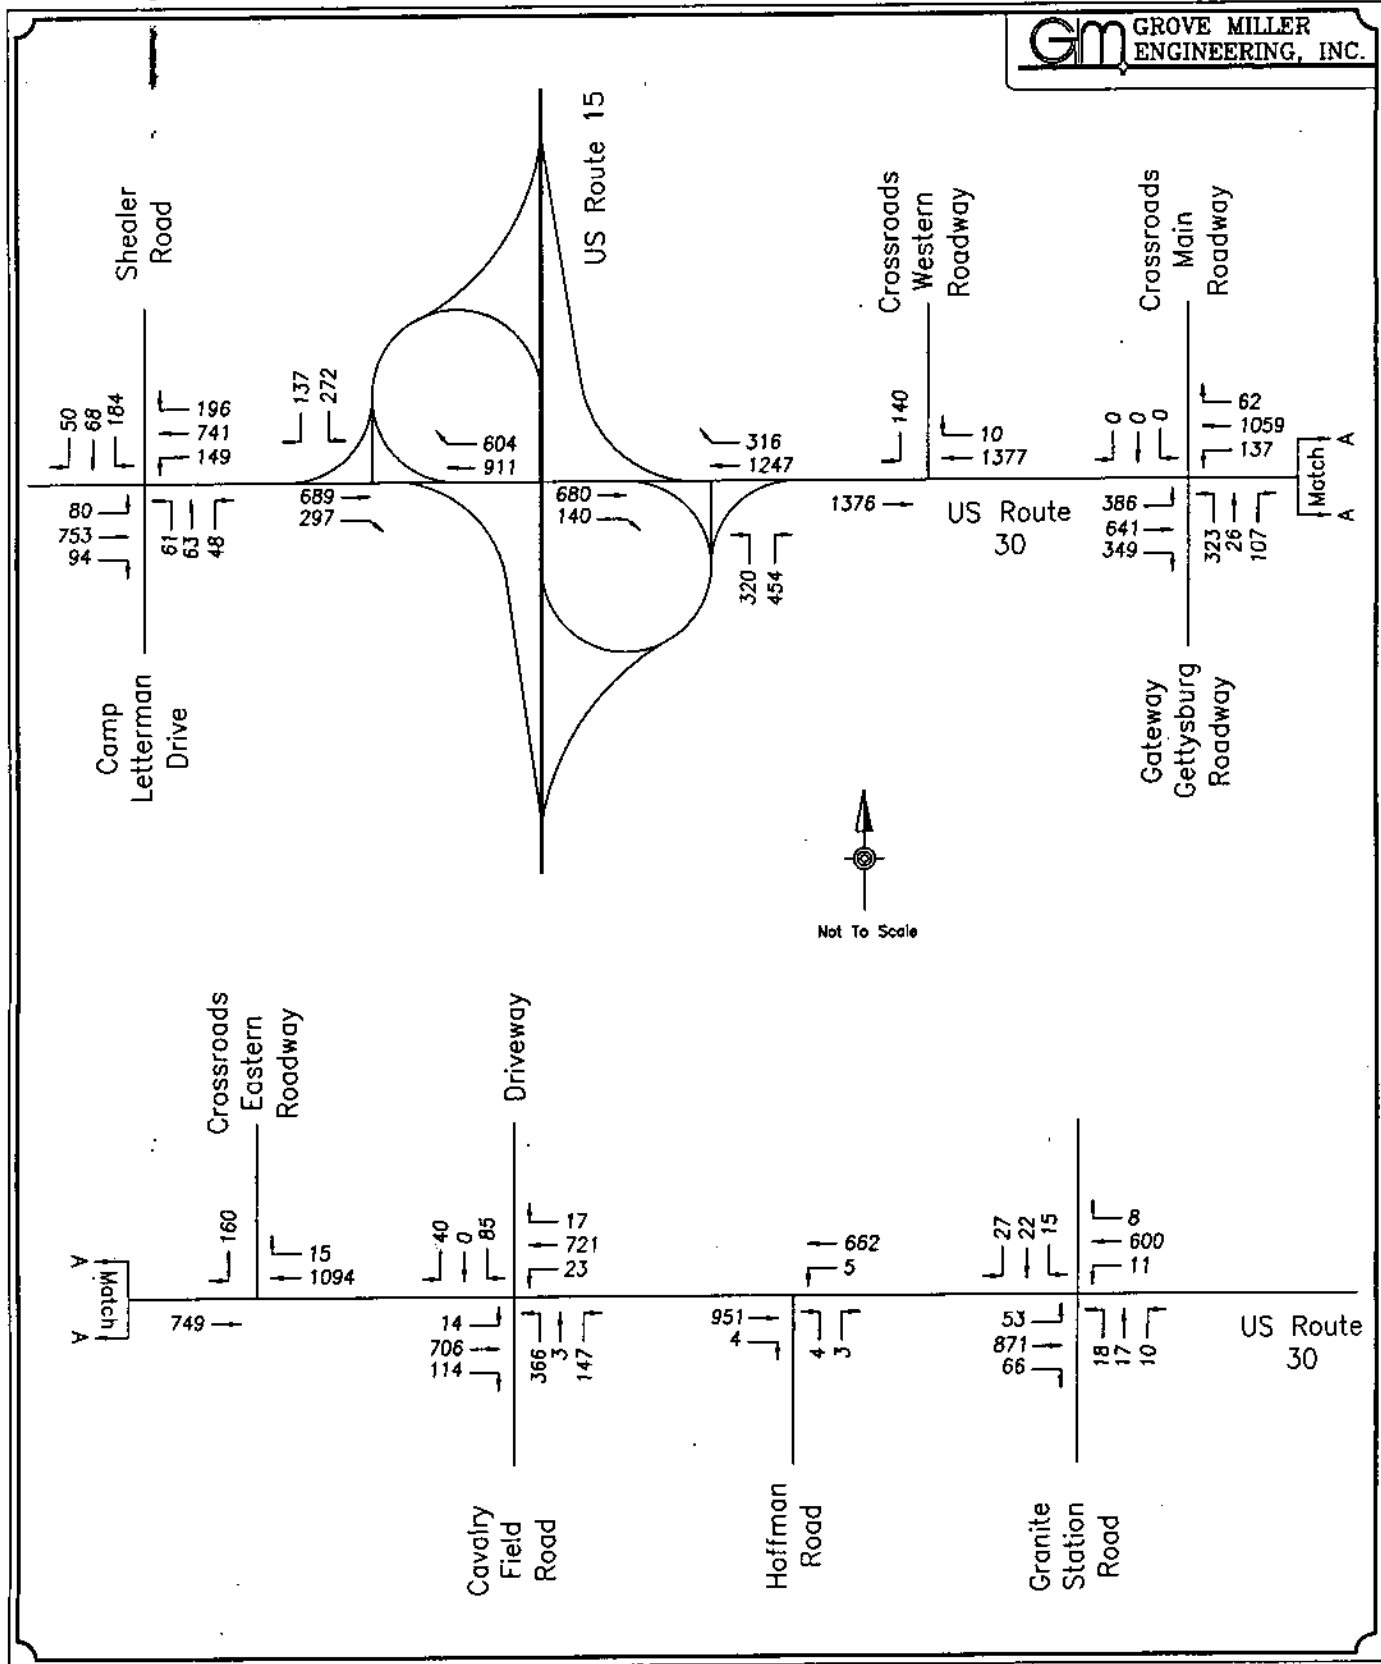 GROVE MILLER
ENGINEERING, INC.
Shealer
Road
50
68
184
196
741
149
80
753
94
61
63
48
Camp
Letterman
Drive
137
272
604
911
689
297
US Route 15
316
1247
680
140
320
454
Crossroads
Western
Roadway
140
10
1377
1376
US Route
30
Crossroads
Main
Roadway
0
0
0
62
1059
137
386
641
349
323
26
107
Gateway
Gettysburg
Roadway
A
Match
A
Not To Scale
A
Match
A
Crossroads
Eastern
Roadway
160
15
1094
749
Driveway
40
0
85
17
721
23
14
706
114
366
3
147
Cavalry
Field
Road
662
5
951
4
4
3
Hoffman
Road
27
22
15
8
600
11
53
871
66
18
17
10
Granite
Station
Road
US Route
30